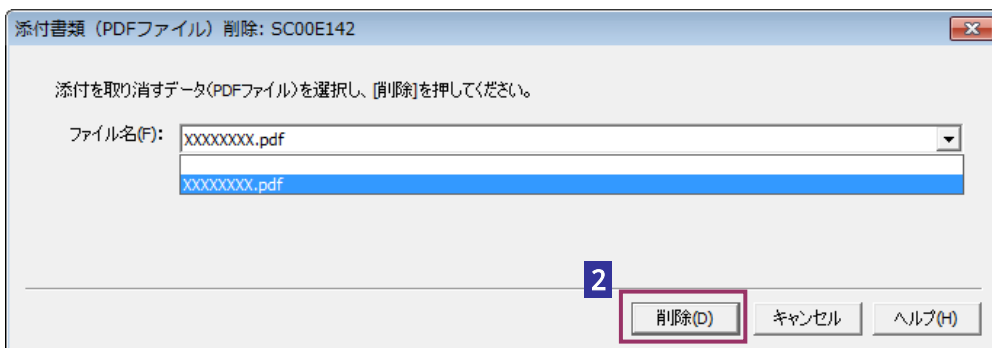 添付書類（PDFファイル）削除: SC00E142
添付を取り消すデータ(PDFファイル)を選択し、[削除]を押してください。
ファイル名(F): XXXXXXXX.pdf
XXXXXXXX.pdf
2
削除(D) キャンセル ヘルプ(H)